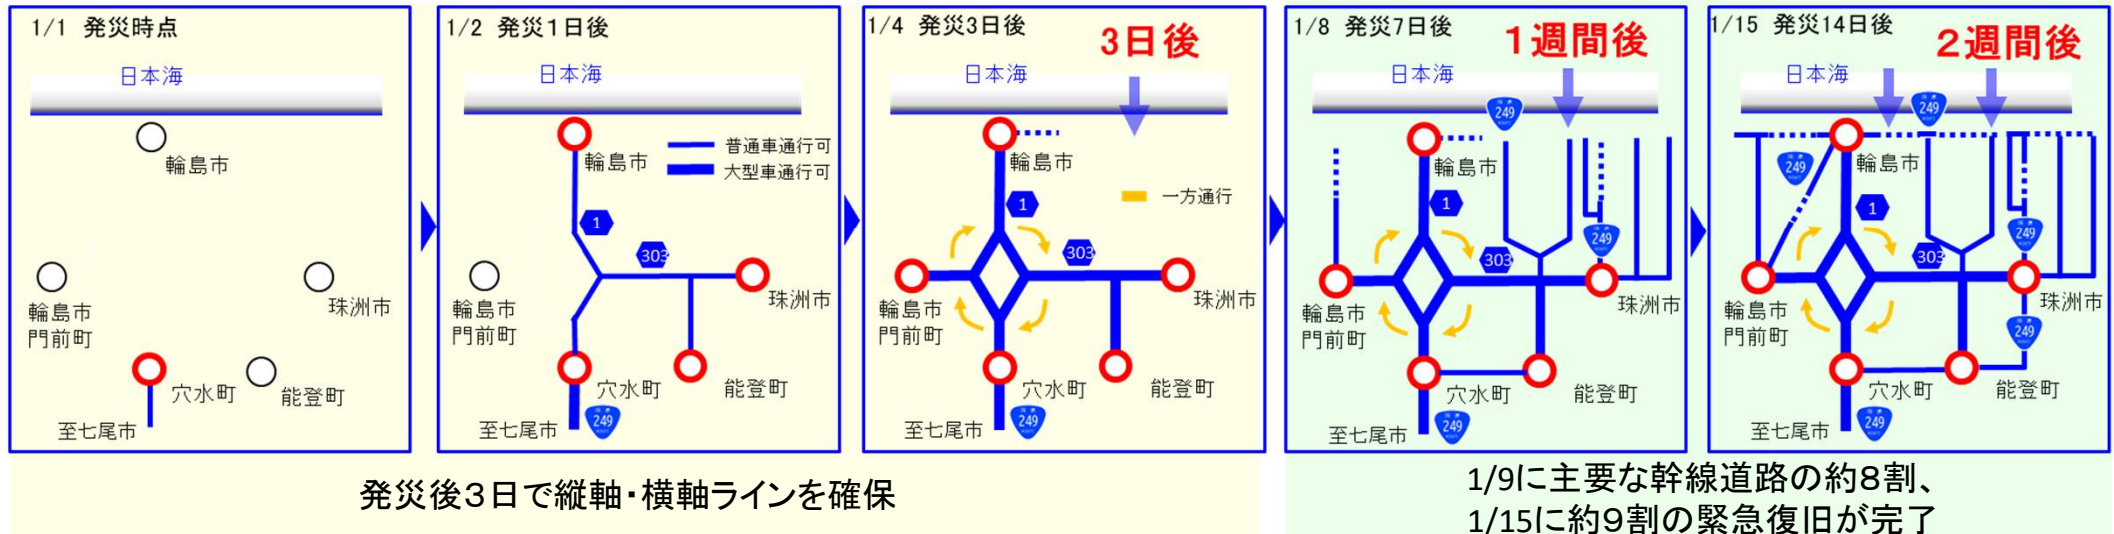 1/1 発災時点
日本海
輪島市
輪島市
門前町
珠洲市
穴水町
能登町
至七尾市
1/2 発災1日後
日本海
輪島市
普通車通行可
大型車通行可
1
303
輪島市
門前町
珠洲市
穴水町
能登町
至七尾市
249
1/4 発災3日後
3日後
日本海
輪島市
一方通行
1
303
輪島市
門前町
珠洲市
穴水町
能登町
至七尾市
249
1/8 発災7日後
1週間後
日本海
249
輪島市
1
303
249
輪島市
門前町
珠洲市
穴水町
能登町
至七尾市
249
1/15 発災14日後
2週間後
日本海
249
輪島市
249
1
303
249
輪島市
門前町
珠洲市
249
穴水町
能登町
至七尾市
249
発災後3日で縦軸・横軸ラインを確保
1/9に主要な幹線道路の約8割、
1/15に約9割の緊急復旧が完了